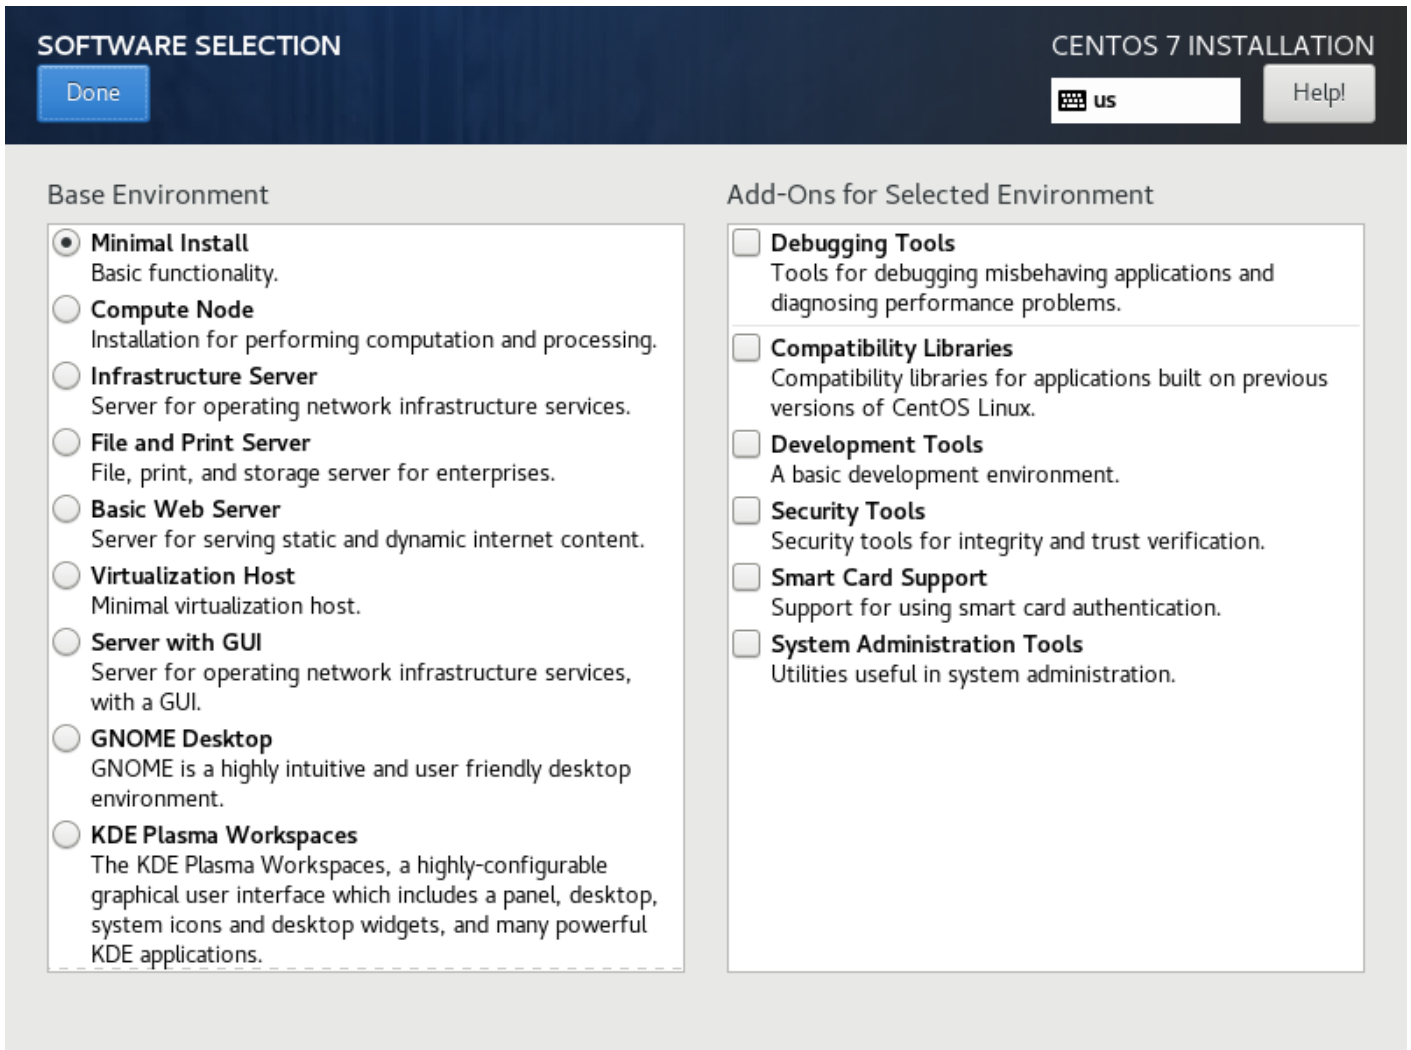 SOFTWARE SELECTION
Done
CENTOS 7 INSTALLATION
us
Help!
Base Environment
Minimal Install
Basic functionality.
Compute Node
Installation for performing computation and processing.
Infrastructure Server
Server for operating network infrastructure services.
File and Print Server
File, print, and storage server for enterprises.
Basic Web Server
Server for serving static and dynamic internet content.
Virtualization Host
Minimal virtualization host.
Server with GUI
Server for operating network infrastructure services,
with a GUI.
GNOME Desktop
GNOME is a highly intuitive and user friendly desktop
environment.
KDE Plasma Workspaces
The KDE Plasma Workspaces, a highly-configurable
graphical user interface which includes a panel, desktop,
system icons and desktop widgets, and many powerful
KDE applications.
Add-Ons for Selected Environment
Debugging Tools
Tools for debugging misbehaving applications and
diagnosing performance problems.
Compatibility Libraries
Compatibility libraries for applications built on previous
versions of CentOS Linux.
Development Tools
A basic development environment.
Security Tools
Security tools for integrity and trust verification.
Smart Card Support
Support for using smart card authentication.
System Administration Tools
Utilities useful in system administration.